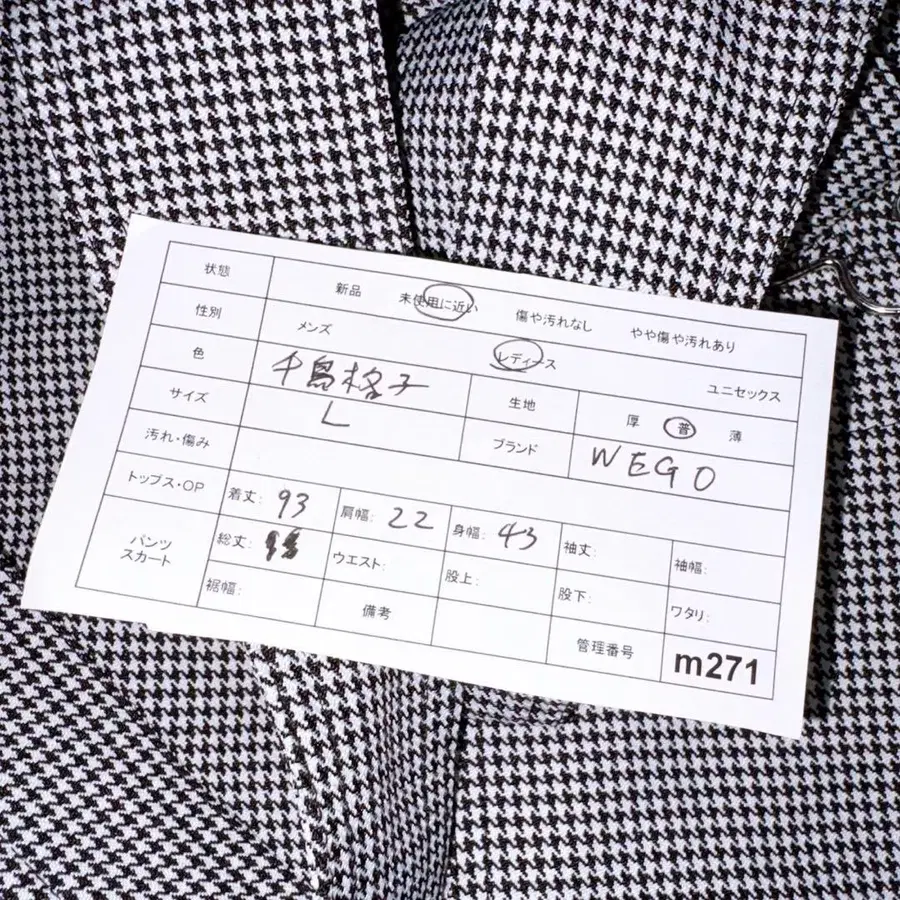 状態 新品 未使用に近い 傷や汚れなし やや傷や汚れあり
性別 メンズ レディース ユニセックス
色 千鳥格子 生地 厚 普 薄
サイズ L ブランド WEGO
汚れ・傷み
トップス・OP 着丈: 93 肩幅: 22 身幅: 43 袖丈: 袖幅:
パンツ スカート 総丈: ウエスト: 股上: 股下: ワタリ:
裾幅: 備考 管理番号 m271